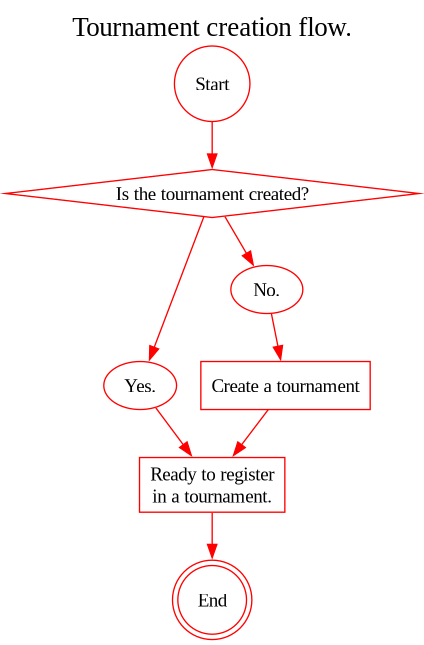 Tournament creation flow.
Start
Is the tournament created?
No.
Yes.
Create a tournament
Ready to register
in a tournament.
End